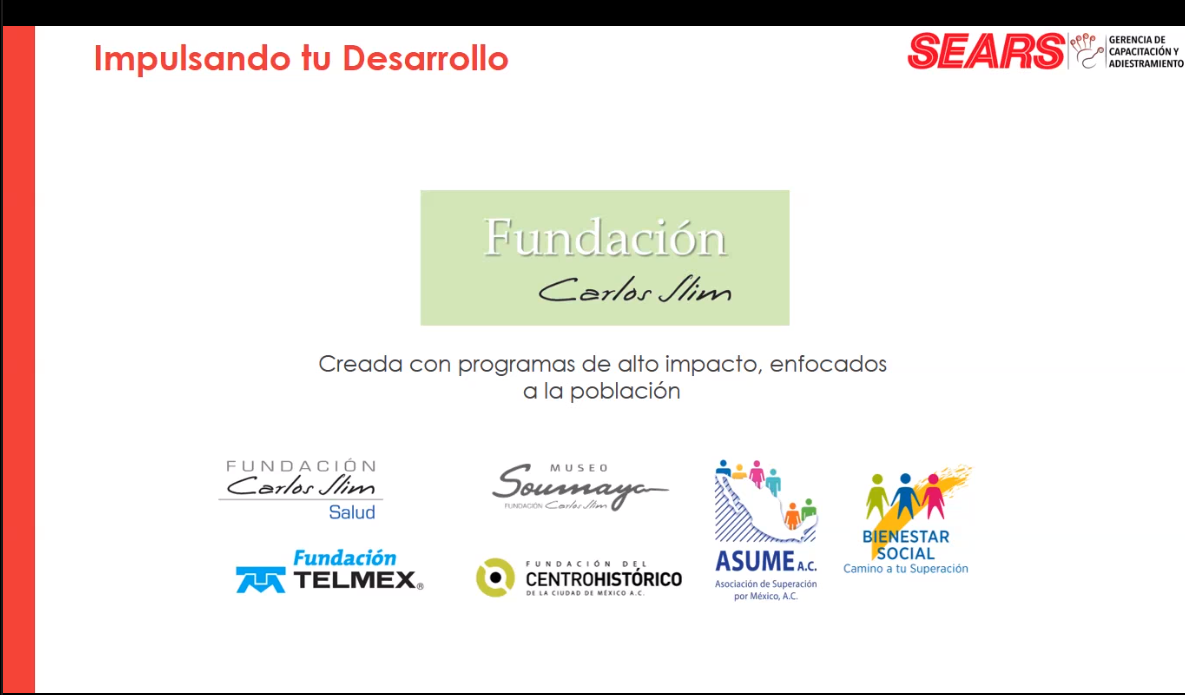 Impulsando tu Desarrollo
SEARS
GERENCIA DE
CAPACITACIÓN Y
ADIESTRAMIENTO
Fundación
Carlos Slim
Creada con programas de alto impacto, enfocados
a la población
FUNDACIÓN
Carlos Slim
Salud
MUSEO
Soumaya
FUNDACIÓN Carlos Slim
ASUME A.C.
Asociación de Superación
por México, A.C.
BIENESTAR
SOCIAL
Camino a tu Superación
Fundación
TELMEX®
FUNDACIÓN DEL
CENTROHISTÓRICO
DE LA CIUDAD DE MÉXICO A.C.